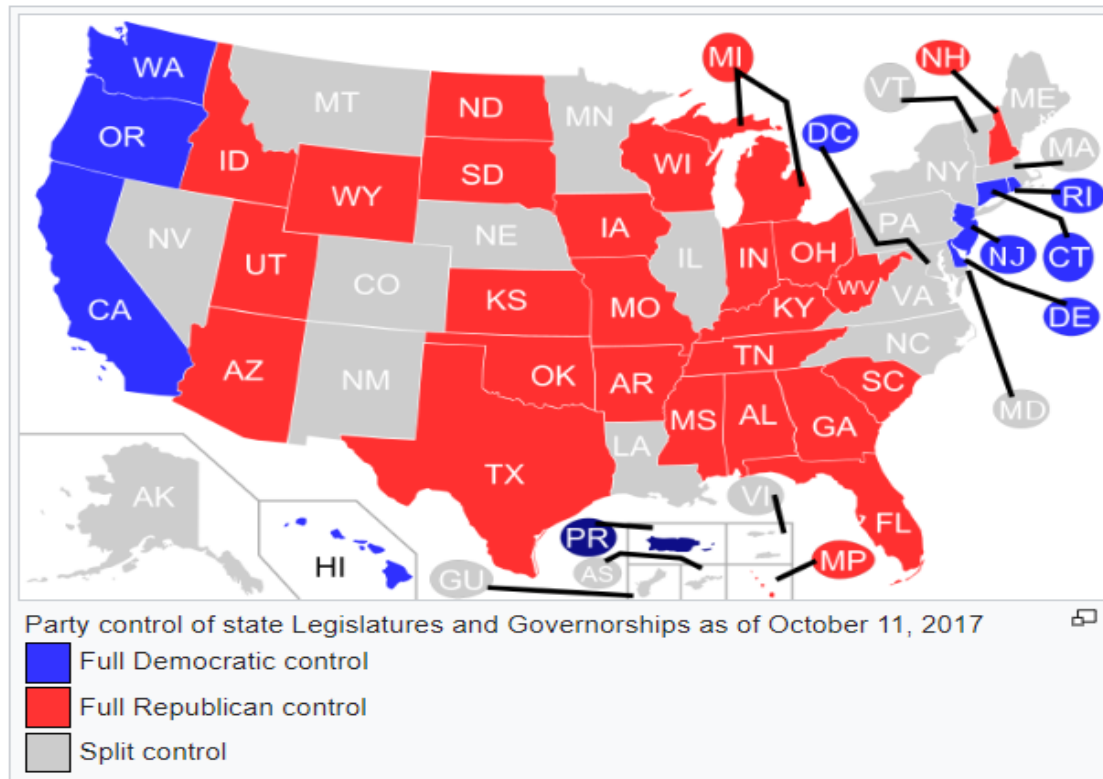 WA
OR
CA
MT
ID
NV
WY
UT
AZ
CO
NM
ND
SD
NE
KS
OK
TX
MN
IA
MO
AR
LA
WI
IL
MI
IN
OH
KY
TN
MS
AL
GA
FL
SC
NC
VA
WV
PA
NY
VT
NH
ME
MA
RI
CT
NJ
DE
MD
DC
AK
HI
GU
PR
AS
VI
MP
Party control of state Legislatures and Governorships as of October 11, 2017
Full Democratic control
Full Republican control
Split control